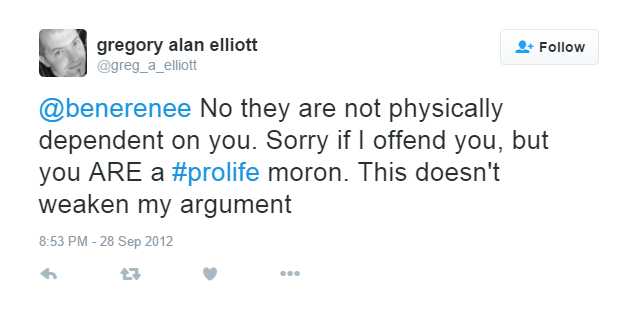 gregory alan elliott
@greg_a_elliott
Follow
@benerenee No they are not physically
dependent on you. Sorry if I offend you, but
you ARE a #prolife moron. This doesn't
weaken my argument
8:53 PM - 28 Sep 2012